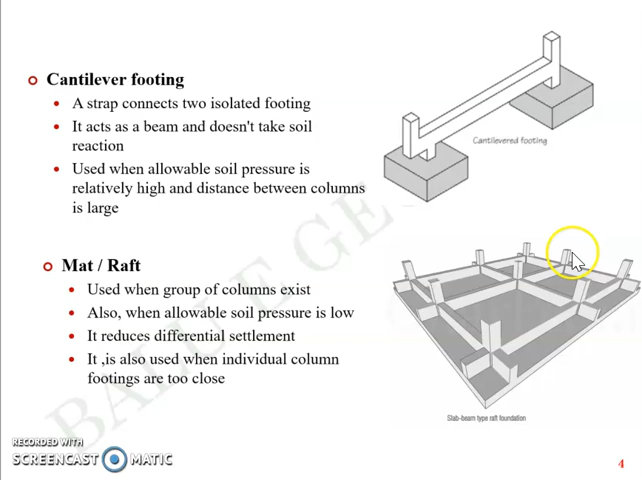 Cantilever footing
A strap connects two isolated footing
It acts as a beam and doesn't take soil
reaction
Used when allowable soil pressure is
relatively high and distance between columns
is large
Cantilevered footing
Mat / Raft
Used when group of columns exist
Also, when allowable soil pressure is low
It reduces differential settlement
It ,is also used when individual column
footings are too close
Slab-beam type raft foundation
RECORDED WITH
SCREENCAST MATIC
4